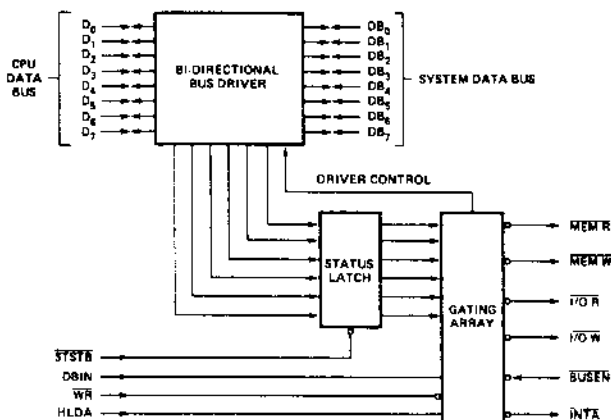 CPU
DATA
BUS
D0
D1
D2
D3
D4
D5
D6
D7
BI-DIRECTIONAL
BUS DRIVER
DB0
DB1
DB2
DB3
DB4
DB5
DB6
DB7
SYSTEM DATA BUS
DRIVER CONTROL
STATUS
LATCH
GATING
ARRAY
MEM R
MEM W
I/O R
I/O W
BUSEN
INTA
STSTB
DBIN
WR
HLDA